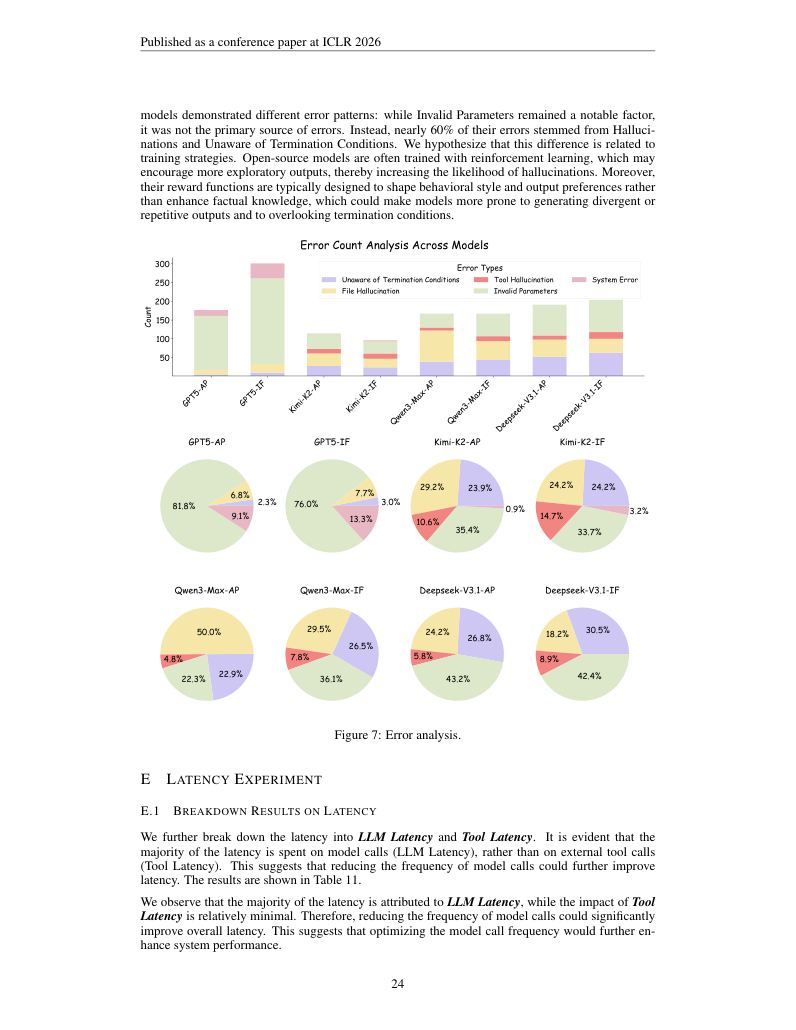 Published as a conference paper at ICLR 2026
models demonstrated different error patterns: while Invalid Parameters remained a notable factor,
it was not the primary source of errors. Instead, nearly 60% of their errors stemmed from Halluci-
nations and Unaware of Termination Conditions. We hypothesize that this difference is related to
training strategies. Open-source models are often trained with reinforcement learning, which may
encourage more exploratory outputs, thereby increasing the likelihood of hallucinations. Moreover,
their reward functions are typically designed to shape behavioral style and output preferences rather
than enhance factual knowledge, which could make models more prone to generating divergent or
repetitive outputs and to overlooking termination conditions.
Error Count Analysis Across Models
Error Types
Unaware of Termination Conditions
Tool Hallucination
System Error
File Hallucination
Invalid Parameters
Count
300
250
200
150
100
50
GPT5-AP
GPT5-IF
Kimi-K2-AP
Kimi-K2-IF
Qwen3-Max-AP
Qwen3-Max-IF
Deepseek-V3.1-AP
Deepseek-V3.1-IF
GPT5-AP
81.8%
6.8%
2.3%
9.1%
GPT5-IF
76.0%
7.7%
3.0%
13.3%
Kimi-K2-AP
29.2%
23.9%
0.9%
10.6%
35.4%
Kimi-K2-IF
24.2%
24.2%
3.2%
14.7%
33.7%
Qwen3-Max-AP
50.0%
4.8%
22.3%
22.9%
Qwen3-Max-IF
29.5%
26.5%
7.8%
36.1%
Deepseek-V3.1-AP
24.2%
26.8%
5.8%
43.2%
Deepseek-V3.1-IF
18.2%
30.5%
8.9%
42.4%
Figure 7: Error analysis.
E LATENCY EXPERIMENT
E.1 BREAKDOWN RESULTS ON LATENCY
We further break down the latency into LLM Latency and Tool Latency. It is evident that the
majority of the latency is spent on model calls (LLM Latency), rather than on external tool calls
(Tool Latency). This suggests that reducing the frequency of model calls could further improve
latency. The results are shown in Table 11.
We observe that the majority of the latency is attributed to LLM Latency, while the impact of Tool
Latency is relatively minimal. Therefore, reducing the frequency of model calls could significantly
improve overall latency. This suggests that optimizing the model call frequency would further en-
hance system performance.
24